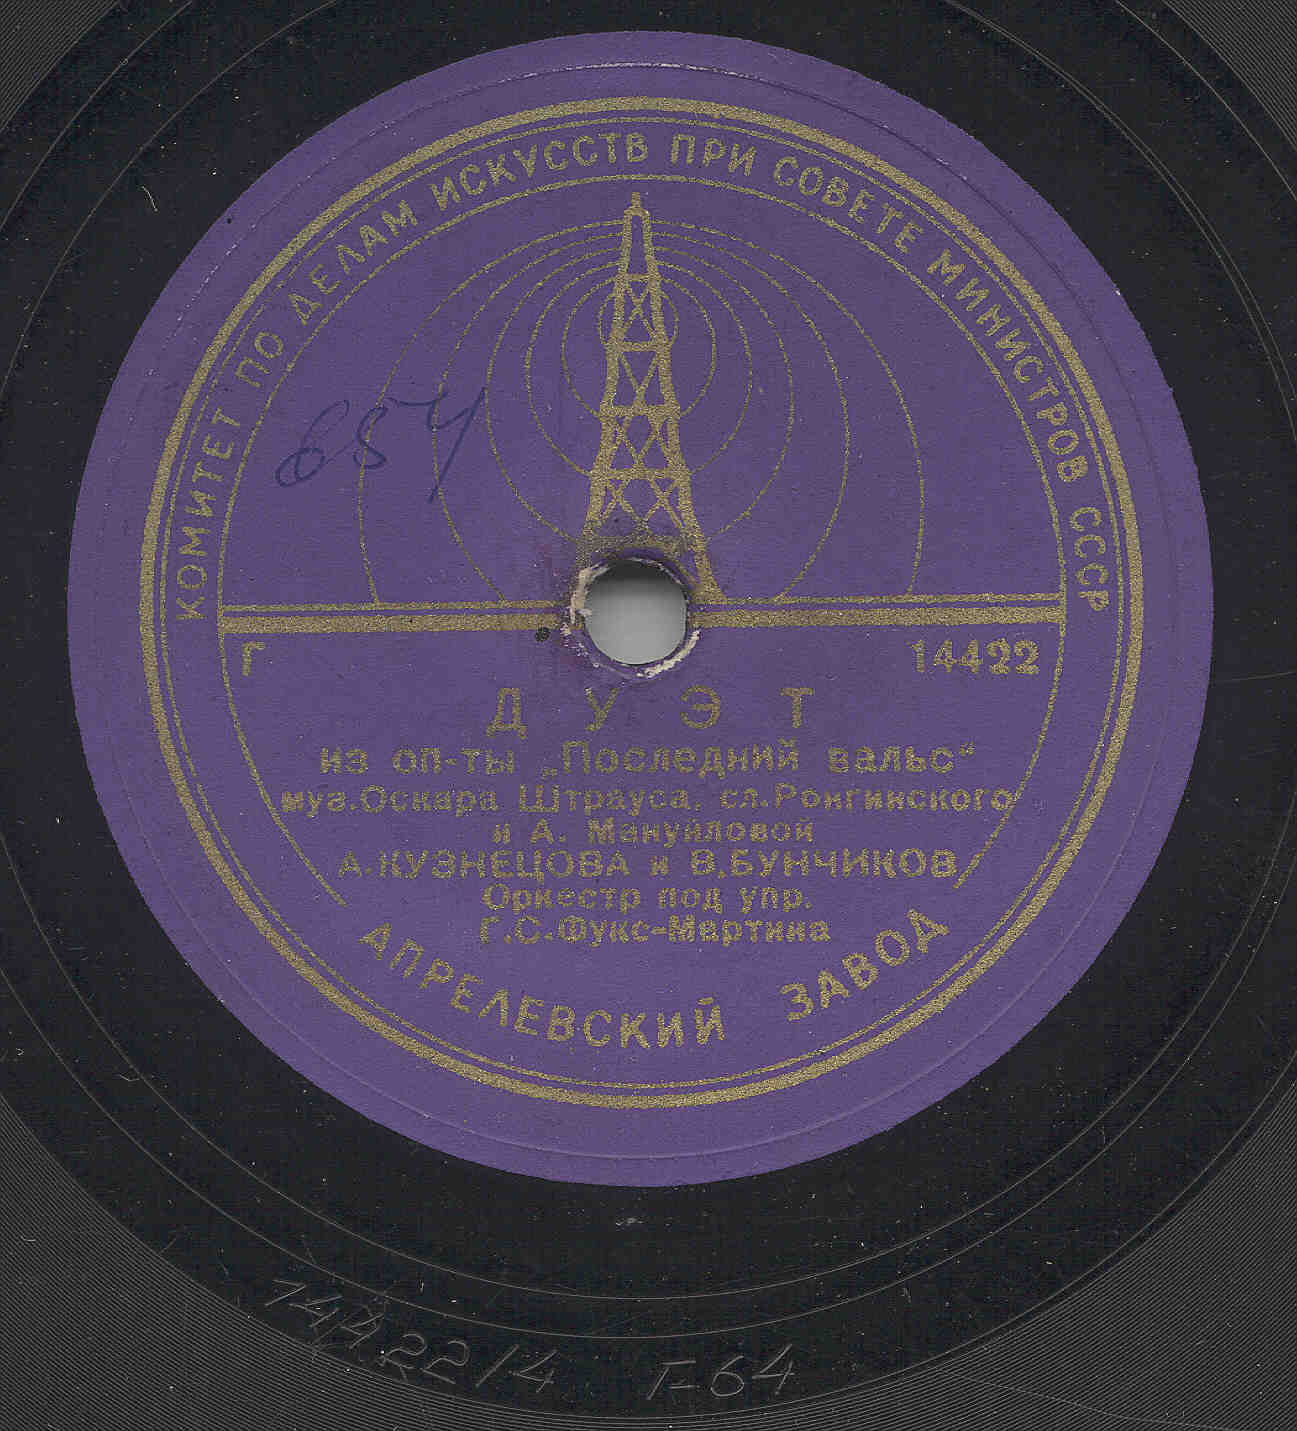 КОМИТЕТ ПО ДЕЛАМ ИСКУССТВ ПРИ СОВЕТЕ МИНИСТРОВ СССР
657
Г 14422
ДУЭТ
из оп-ты „Последний вальс“
муз. Оскара Штрауса, сл. Ронгинского
и А. Мануйловой
А. КУЗНЕЦОВА и В. БУНЧИКОВ
Оркестр под упр.
Г. С. Фукс-Мартина
АПРЕЛЕВСКИЙ ЗАВОД
14422/4 Г-64